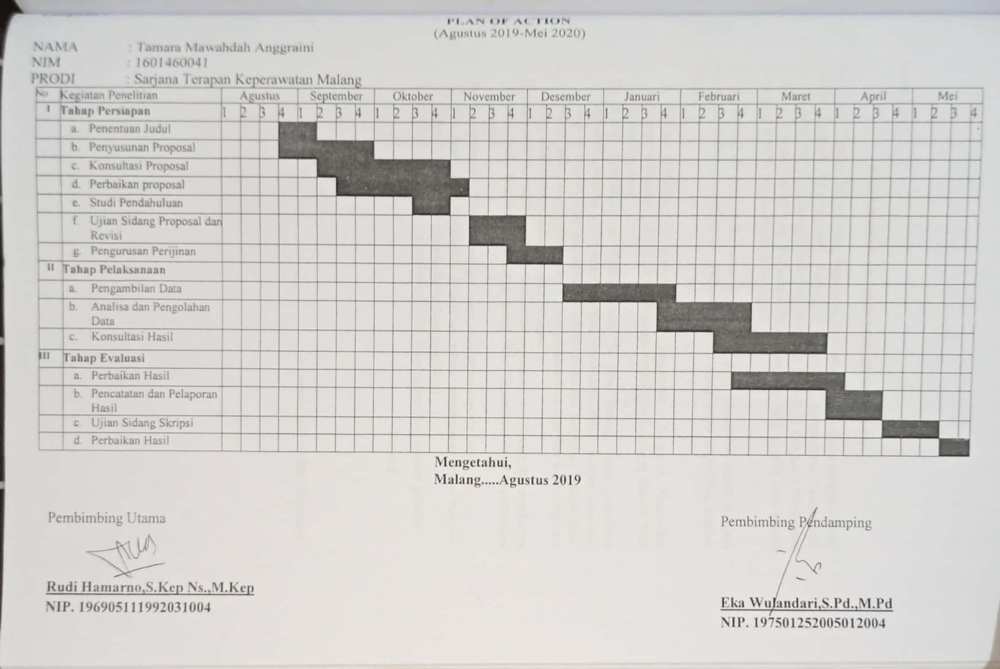 PLAN OF ACTION
(Agustus 2019-Mei 2020)
NAMA : Tamara Mawahdah Anggraini
NIM : 1601460041
PRODI : Sarjana Terapan Keperawatan Malang
No Kegiatan Penelitian Agustus September Oktober November Desember Januari Februari Maret April Mei
I Tahap Persiapan 1 2 3 4 1 2 3 4 1 2 3 4 1 2 3 4 1 2 3 4 1 2 3 4 1 2 3 4 1 2 3 4 1 2 3 4 1 2 3 4
a. Penentuan Judul
b. Penyusunan Proposal
c. Konsultasi Proposal
d. Perbaikan proposal
e. Studi Pendahuluan
f. Ujian Sidang Proposal dan
Revisi
g. Pengurusan Perijinan
II Tahap Pelaksanaan
a. Pengambilan Data
b. Analisa dan Pengolahan
Data
c. Konsultasi Hasil
III Tahap Evaluasi
a. Perbaikan Hasil
b. Pencatatan dan Pelaporan
Hasil
c. Ujian Sidang Skripsi
d. Perbaikan Hasil
Mengetahui,
Malang.....Agustus 2019
Pembimbing Utama
Pembimbing Pendamping
Rudi Hamarno,S.Kep Ns.,M.Kep
NIP. 196905111992031004
Eka Wulandari,S.Pd.,M.Pd
NIP. 197501252005012004